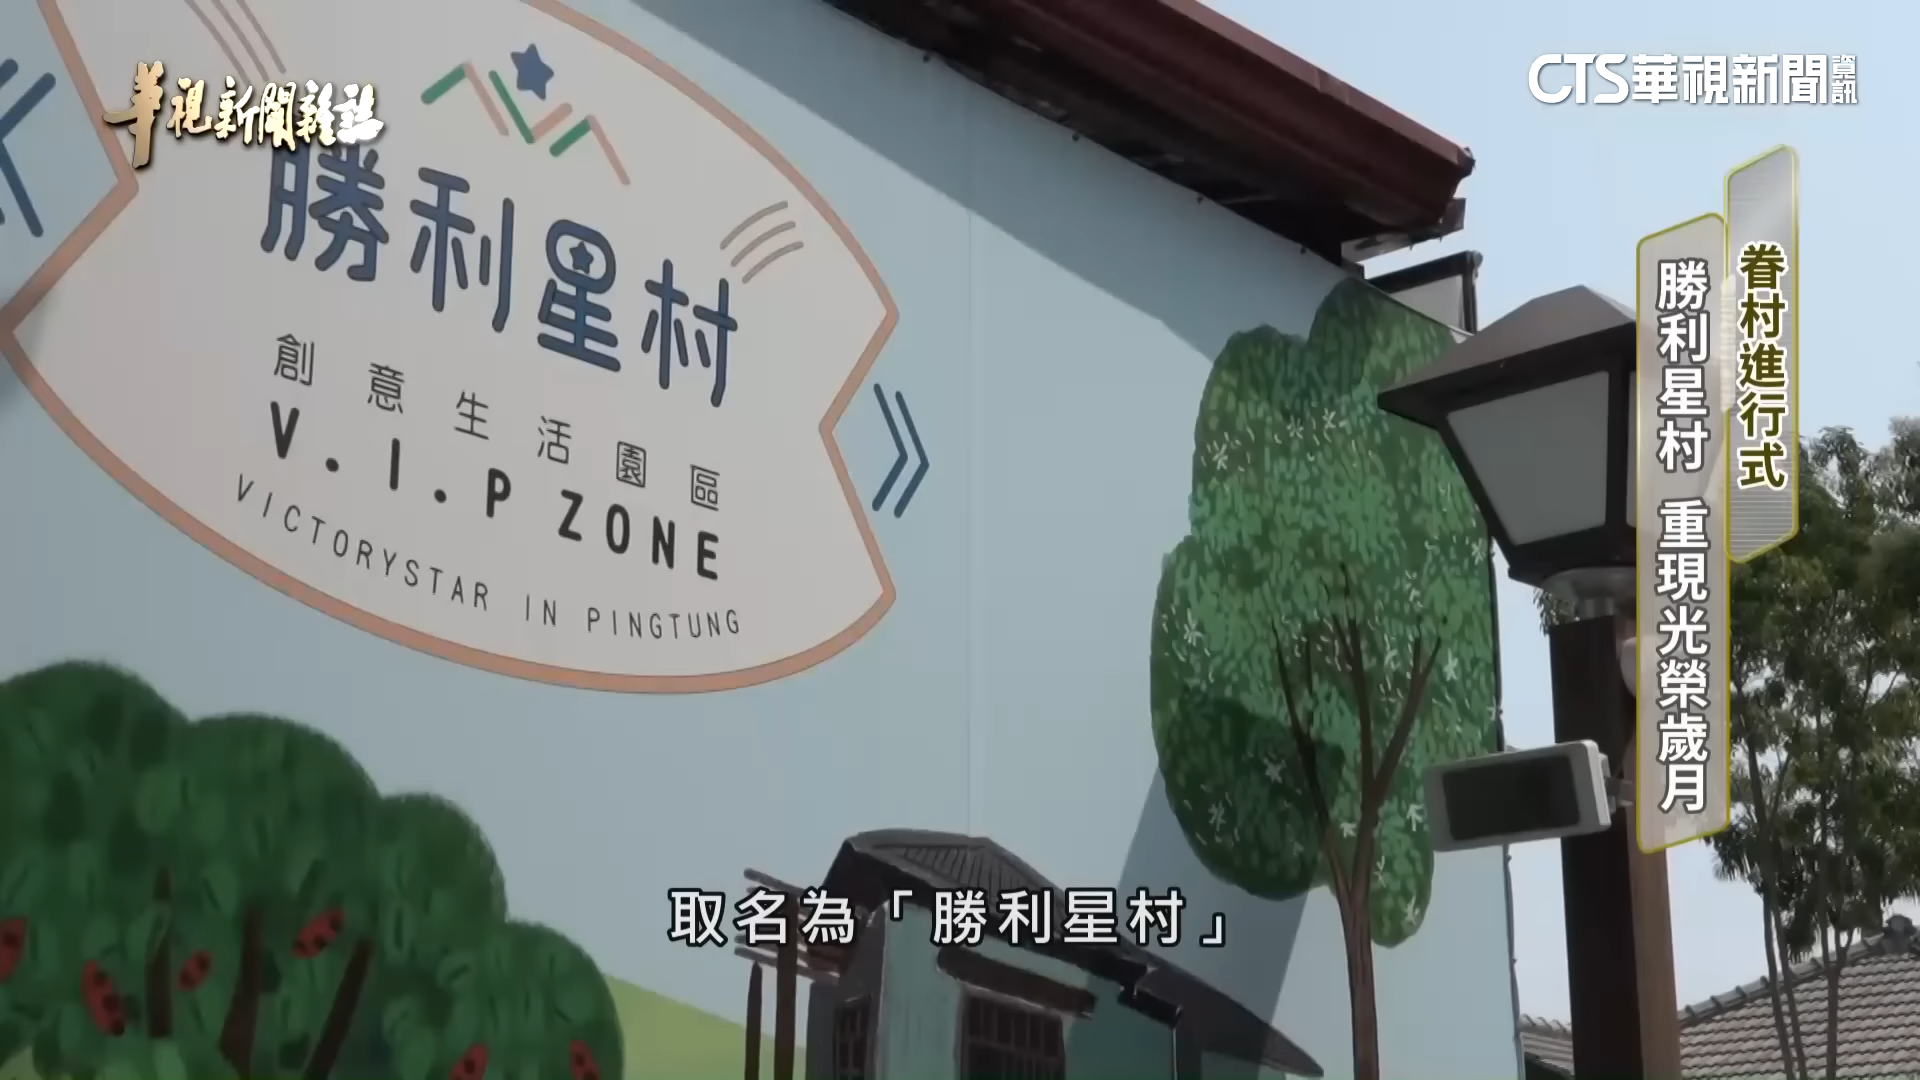 華視新聞雜誌
CTS華視新聞資訊
勝利星村
創意生活園區
V.I.P ZONE
VICTORYSTAR IN PINGTUNG
眷村進行式
勝利星村 重現光榮歲月
取名為「勝利星村」